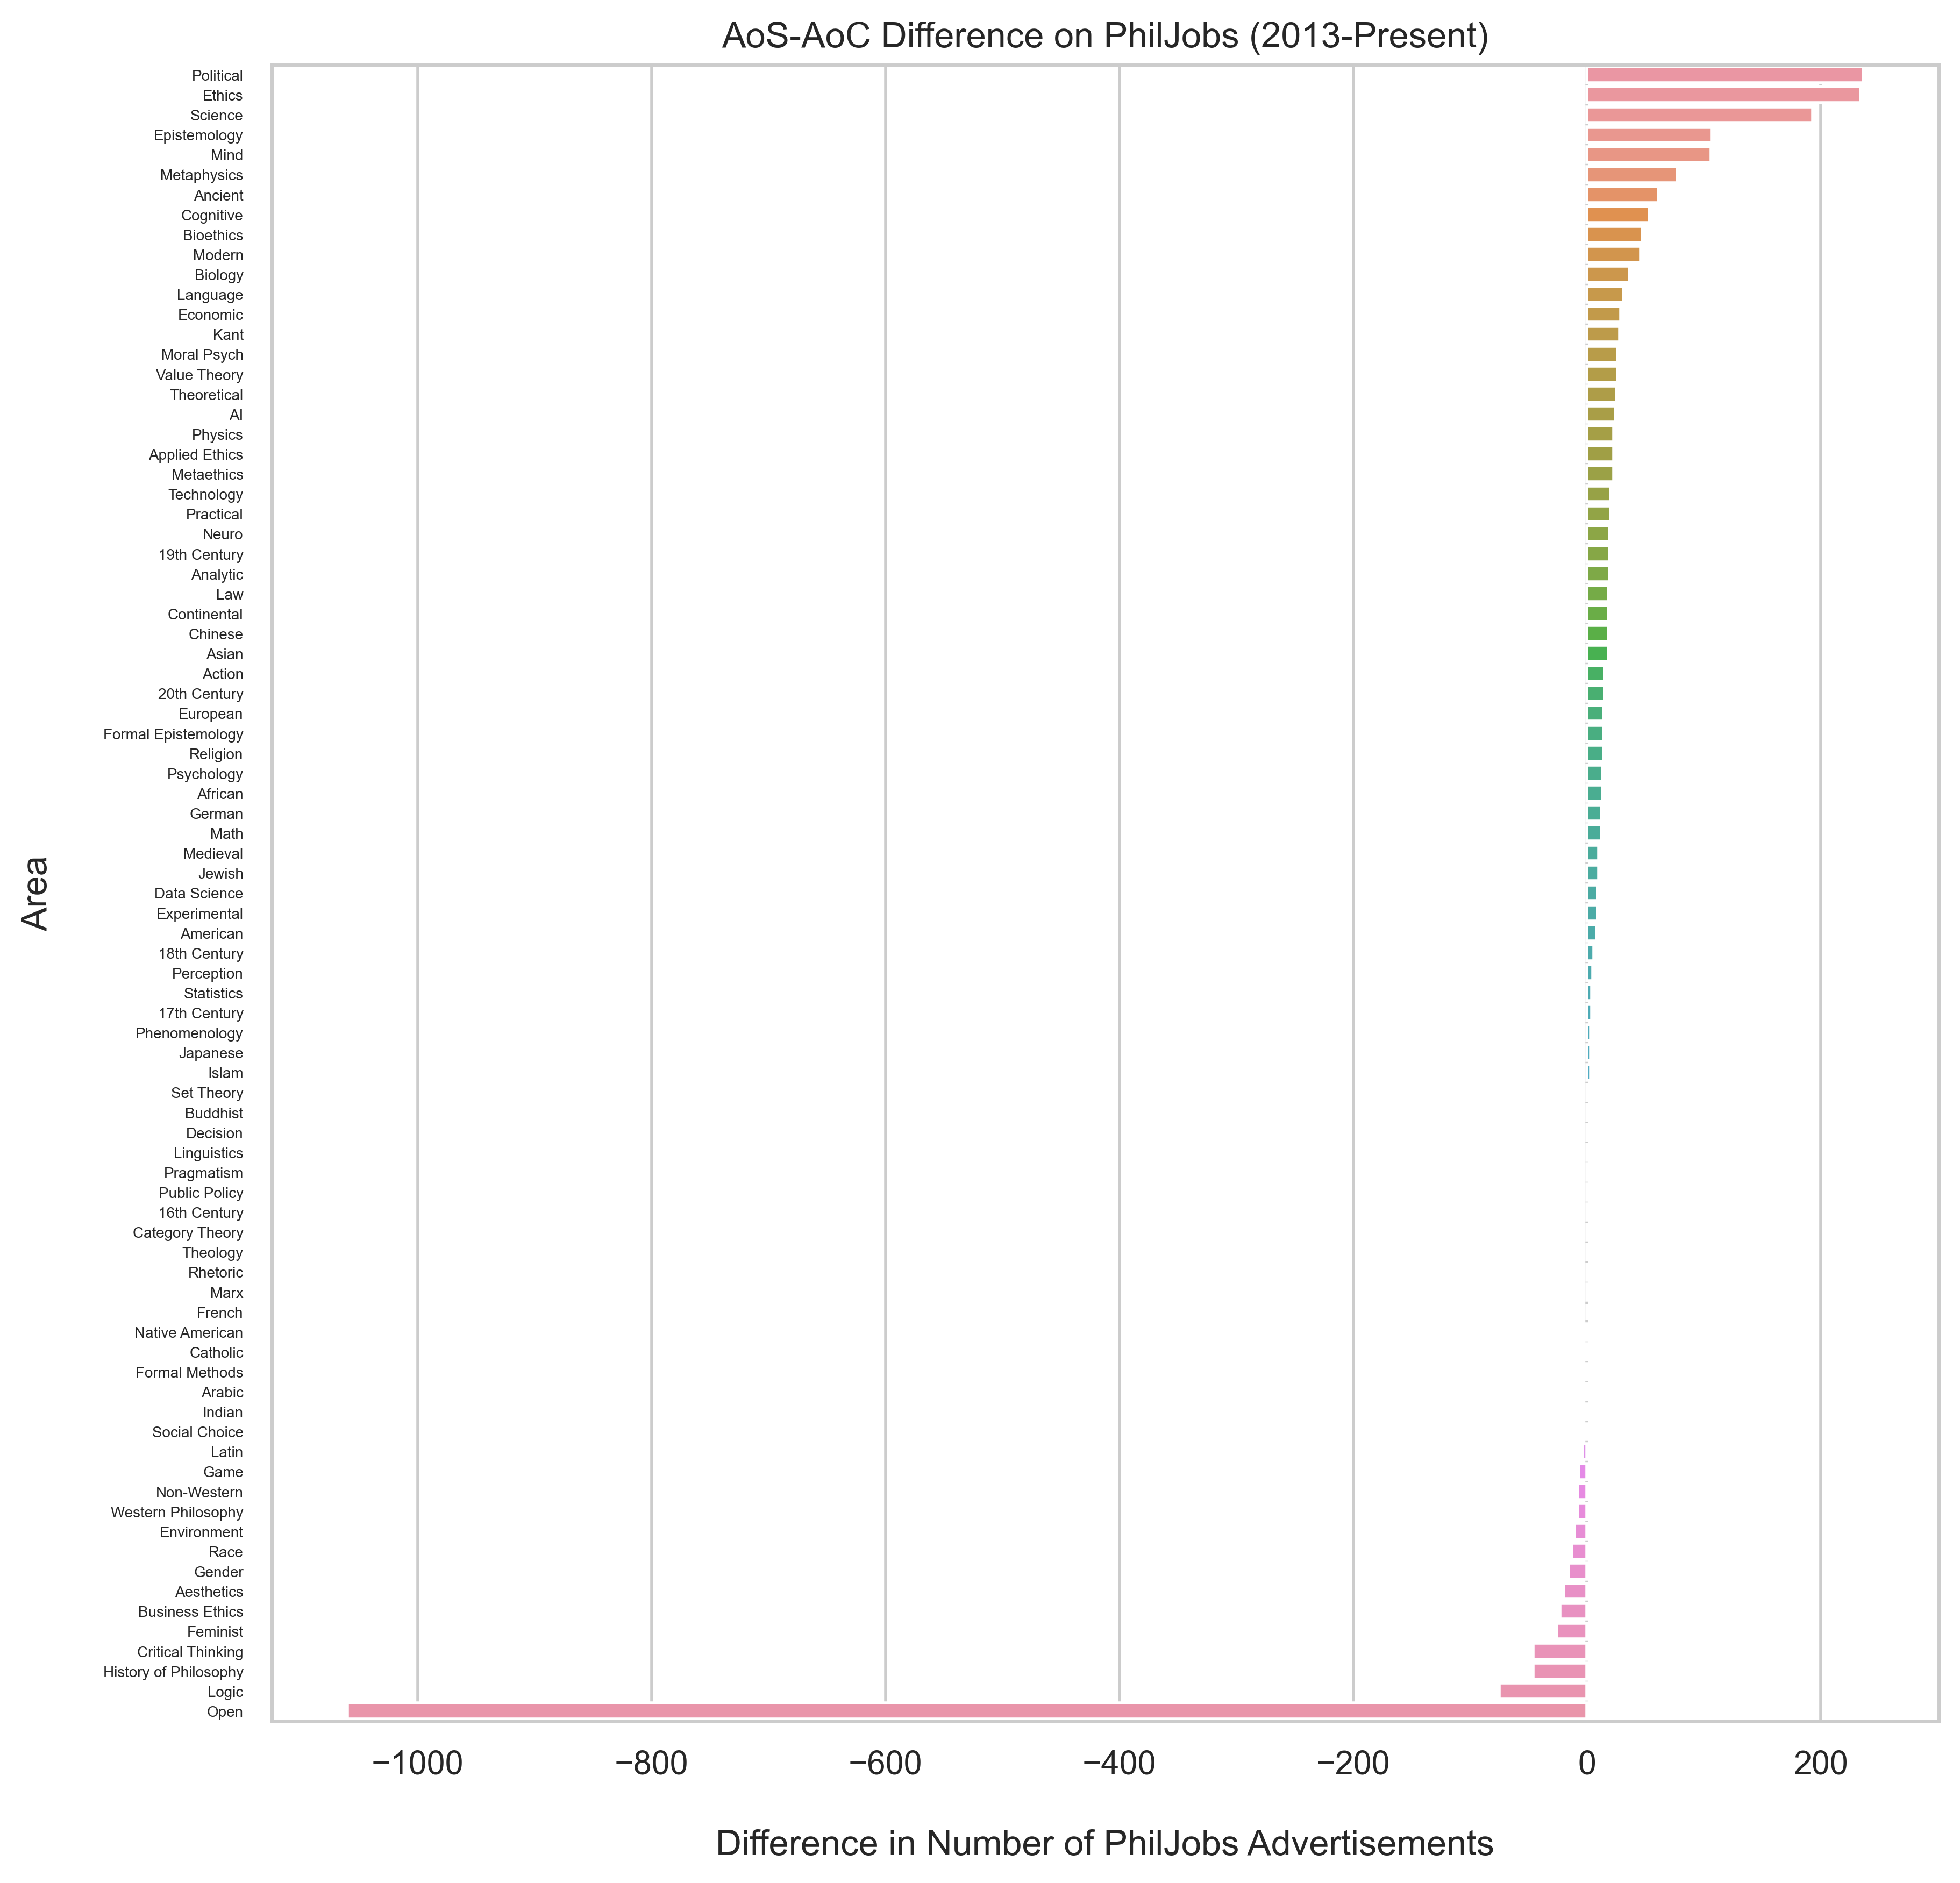 AoS-AoC Difference on PhilJobs (2013-Present)
Political
Ethics
Science
Epistemology
Mind
Metaphysics
Ancient
Cognitive
Bioethics
Modern
Biology
Language
Economic
Kant
Moral Psych
Value Theory
Theoretical
AI
Physics
Applied Ethics
Metaethics
Technology
Practical
Neuro
19th Century
Analytic
Law
Continental
Chinese
Asian
Action
20th Century
European
Formal Epistemology
Religion
Psychology
African
German
Math
Medieval
Jewish
Data Science
Experimental
American
18th Century
Perception
Statistics
17th Century
Phenomenology
Japanese
Islam
Set Theory
Buddhist
Decision
Linguistics
Pragmatism
Public Policy
16th Century
Category Theory
Theology
Rhetoric
Marx
French
Native American
Catholic
Formal Methods
Arabic
Indian
Social Choice
Latin
Game
Non-Western
Western Philosophy
Environment
Race
Gender
Aesthetics
Business Ethics
Feminist
Critical Thinking
History of Philosophy
Logic
Open
Area
−1000 −800 −600 −400 −200 0 200
Difference in Number of PhilJobs Advertisements